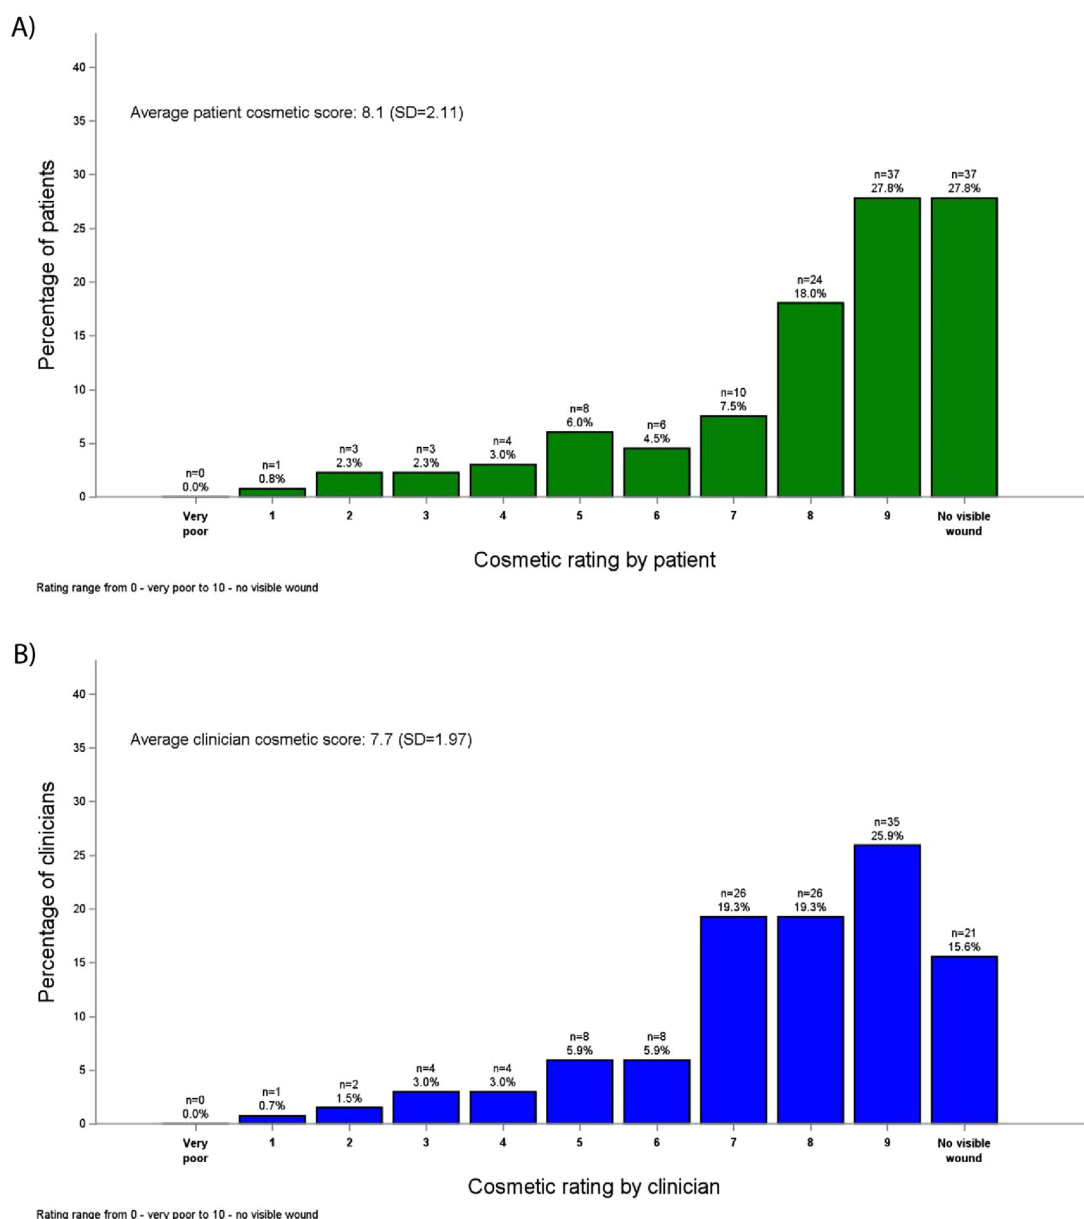 A)
40
Average patient cosmetic score: 8.1 (SD=2.11)
35
30
25
20
15
10
5
0
Percentage of patients
n=0
0.0%
n=1
0.8%
n=3
2.3%
n=3
2.3%
n=4
3.0%
n=8
6.0%
n=6
4.5%
n=10
7.5%
n=24
18.0%
n=37
27.8%
n=37
27.8%
Very
poor
1
2
3
4
5
6
7
8
9
No visible
wound
Cosmetic rating by patient
Rating range from 0 - very poor to 10 - no visible wound
B)
40
Average clinician cosmetic score: 7.7 (SD=1.97)
35
30
25
20
15
10
5
0
Percentage of clinicians
n=0
0.0%
n=1
0.7%
n=2
1.5%
n=4
3.0%
n=4
3.0%
n=8
5.9%
n=8
5.9%
n=26
19.3%
n=26
19.3%
n=35
25.9%
n=21
15.6%
Very
poor
1
2
3
4
5
6
7
8
9
No visible
wound
Cosmetic rating by clinician
Rating range from 0 - very poor to 10 - no visible wound